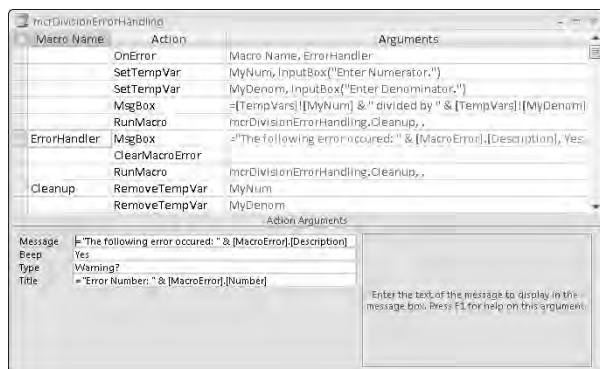 mcrDivisionErrorHandling
Macro Name Action Arguments
OnError Macro Name, ErrorHandler
SetTempVar MyNum, InputBox("Enter Numerator.")
SetTempVar MyDenom, InputBox("Enter Denominator.")
MsgBox =[TempVars]![MyNum] & " divided by " & [TempVars]![MyDenom]
RunMacro mcrDivisionErrorHandling.Cleanup, ,
ErrorHandler MsgBox ="The following error occured: " & [MacroError].[Description], Yes
ClearMacroError
RunMacro mcrDivisionErrorHandling.Cleanup, ,
Cleanup RemoveTempVar MyNum
RemoveTempVar MyDenom
Action Arguments
Message ="The following error occured: " & [MacroError].[Description]
Beep Yes
Type Warning?
Title ="Error Number: " & [MacroError].[Number]
Enter the text of the message to display in the
message box. Press F1 for help on this argument.